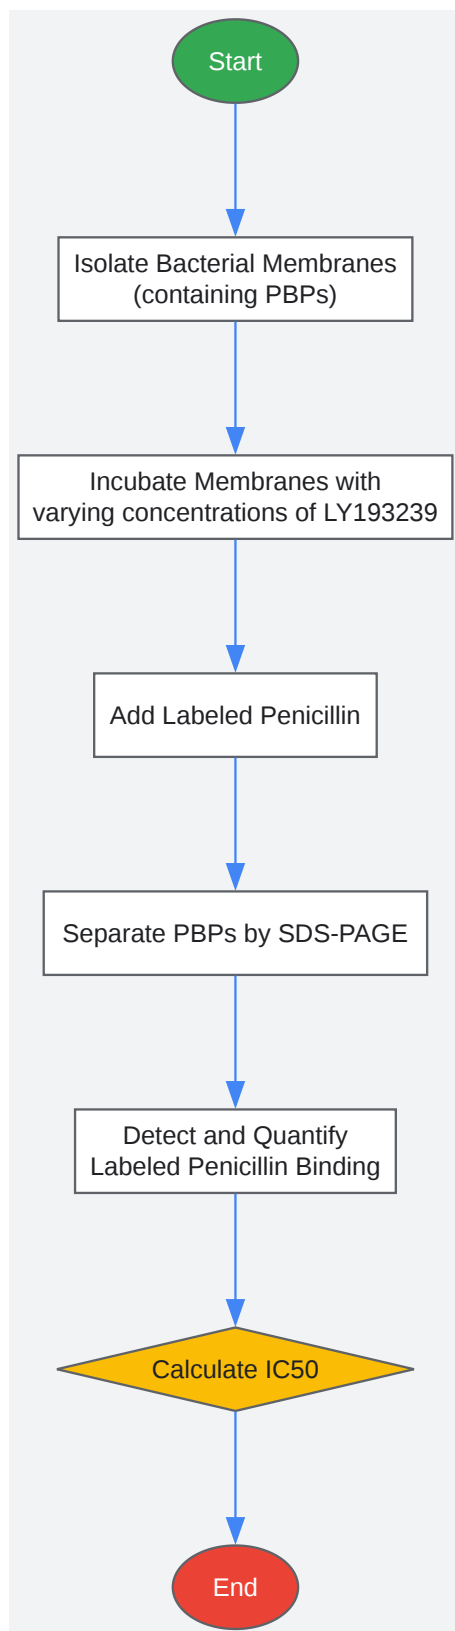 Start
Isolate Bacterial Membranes
(containing PBPs)
Incubate Membranes with
varying concentrations of LY193239
Add Labeled Penicillin
Separate PBPs by SDS-PAGE
Detect and Quantify
Labeled Penicillin Binding
Calculate IC50
End